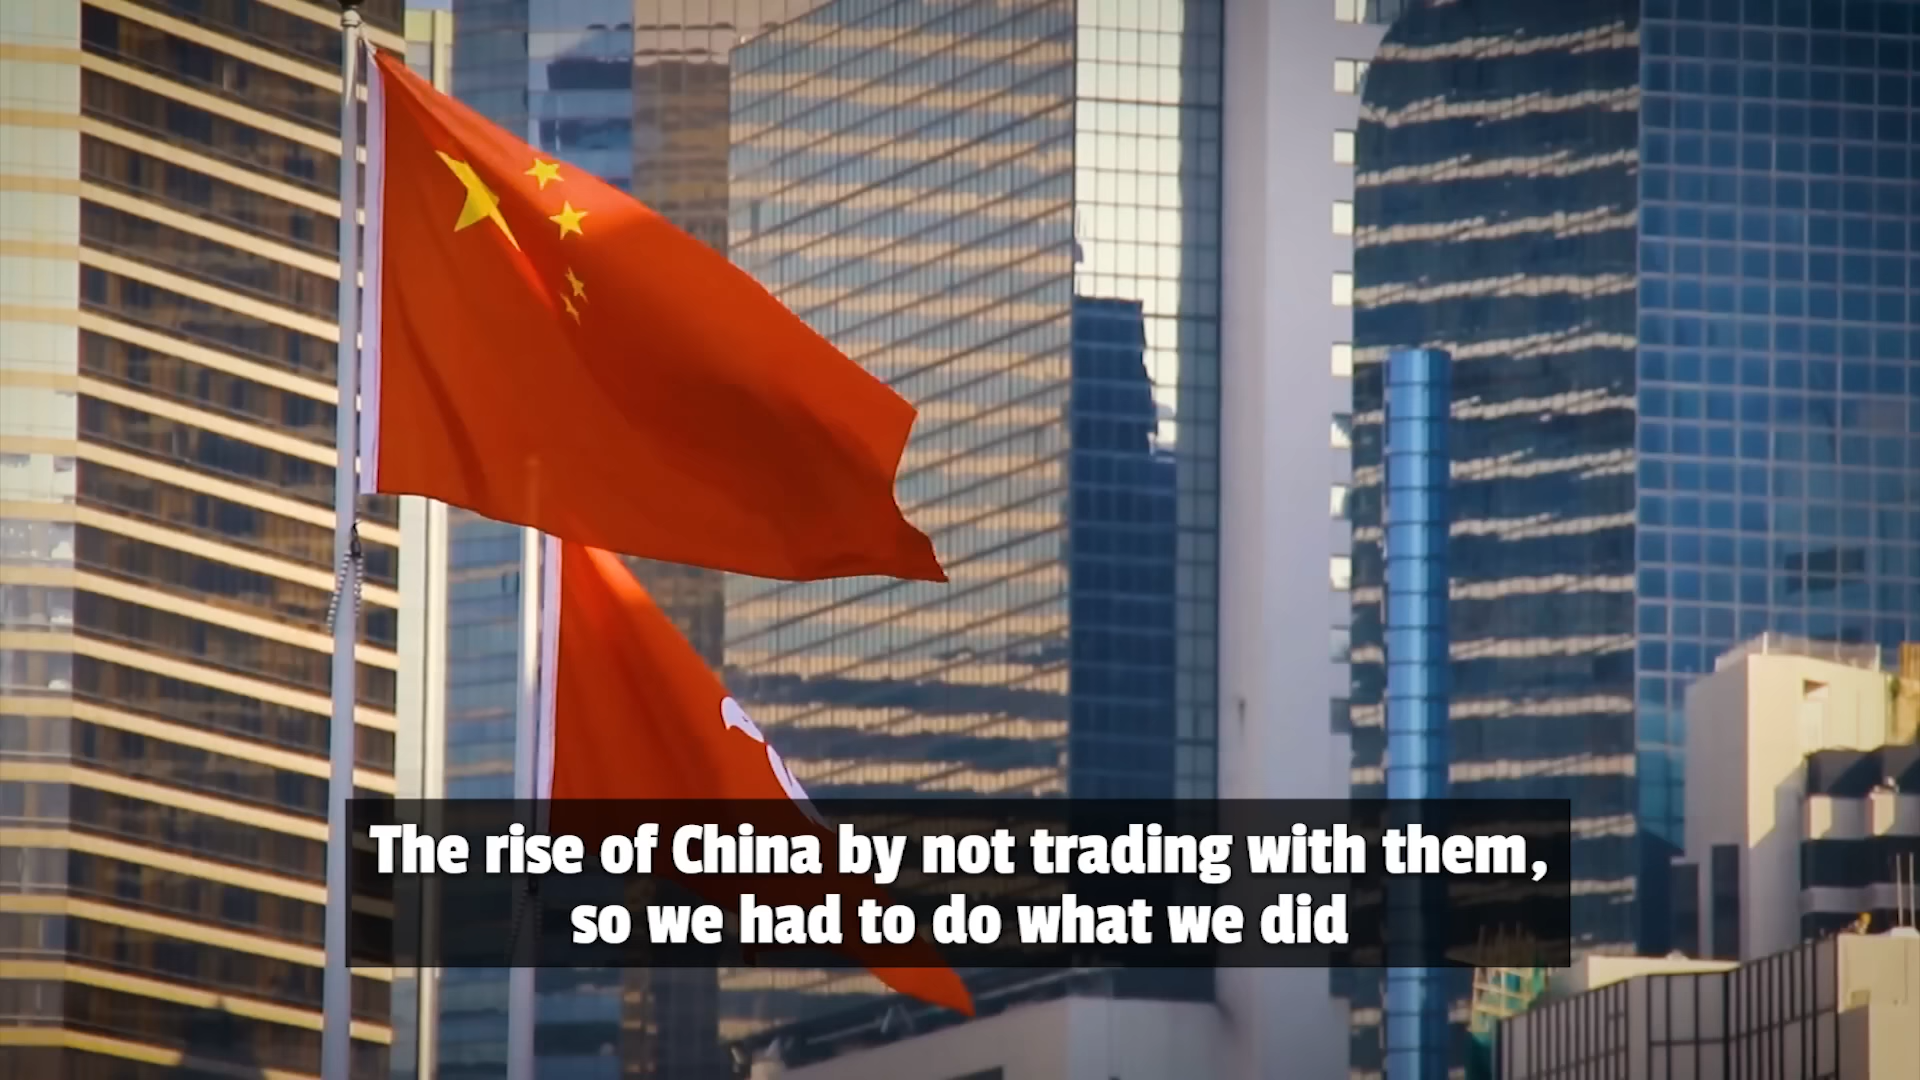 The rise of China by not trading with them,
so we had to do what we did